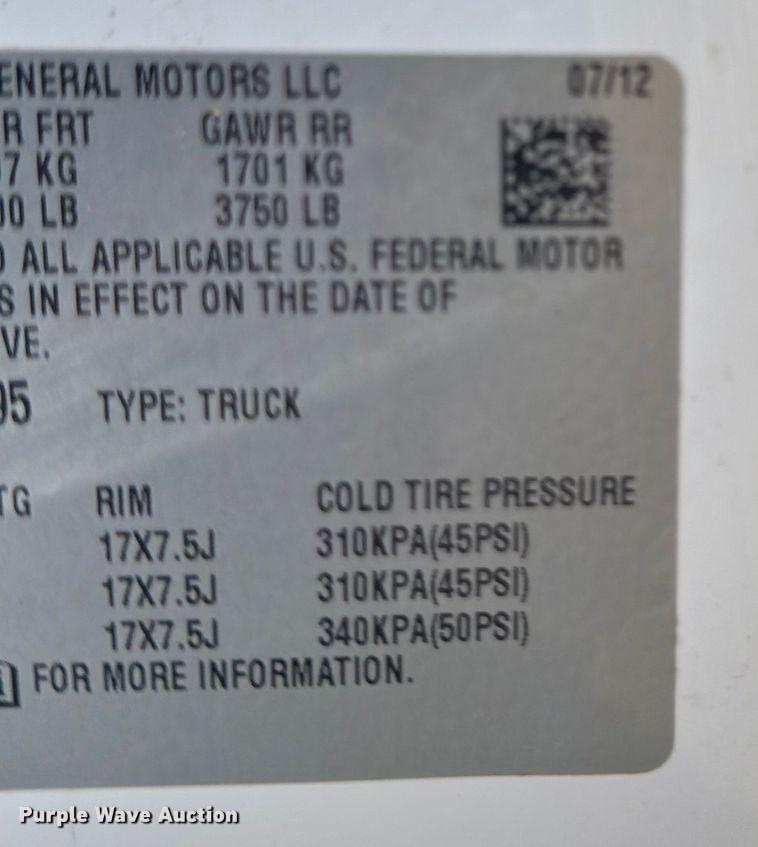 ENERAL MOTORS LLC 07/12
R FRT GAWR RR
7 KG 1701 KG
00 LB 3750 LB
ALL APPLICABLE U.S. FEDERAL MOTOR
S IN EFFECT ON THE DATE OF
VE.
95 TYPE: TRUCK
TG RIM COLD TIRE PRESSURE
17X7.5J 310KPA(45PSI)
17X7.5J 310KPA(45PSI)
17X7.5J 340KPA(50PSI)
FOR MORE INFORMATION.
Purple Wave Auction